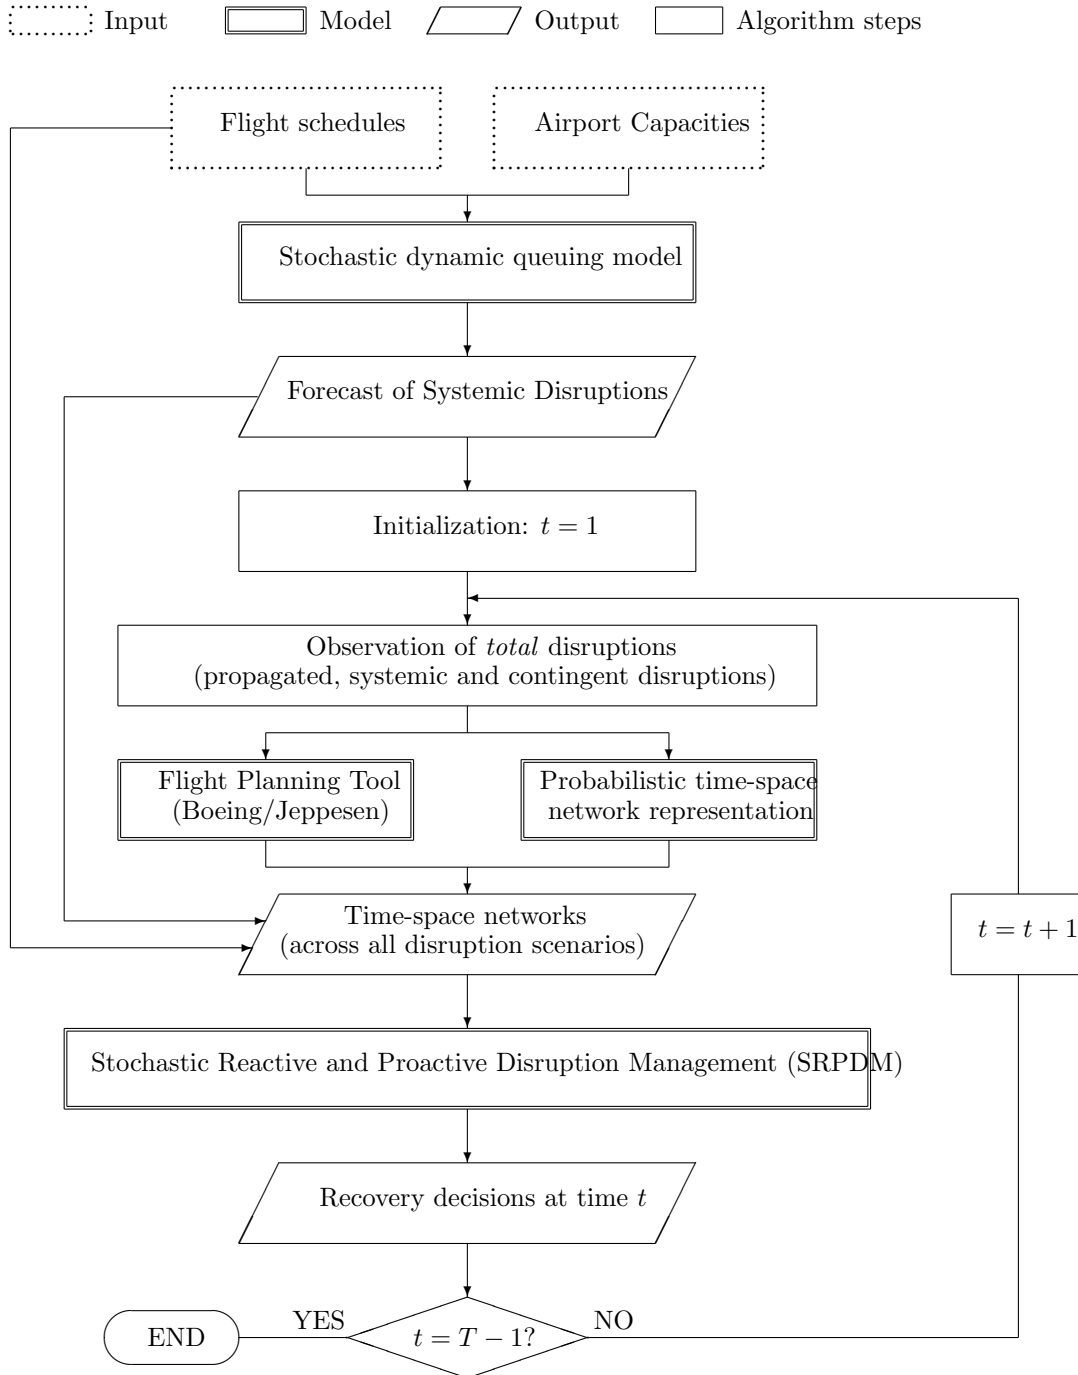 Input Model Output Algorithm steps
Flight schedules
Airport Capacities
Stochastic dynamic queuing model
Forecast of Systemic Disruptions
Initialization: t = 1
Observation of total disruptions
(propagated, systemic and contingent disruptions)
Flight Planning Tool
(Boeing/Jeppesen)
Probabilistic time-space
network representation
Time-space networks
(across all disruption scenarios)
t = t + 1
Stochastic Reactive and Proactive Disruption Management (SRPDM)
Recovery decisions at time t
YES
NO
END
t = T − 1?